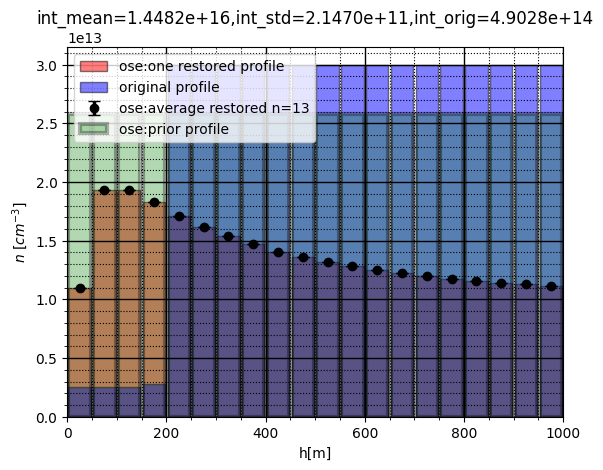 int_mean=1.4482e+16,int_std=2.1470e+11,int_orig=4.9028e+14
1e13
ose:one restored profile
original profile
ose:average restored n=13
ose:prior profile
3.0
2.5
2.0
1.5
1.0
0.5
0.0
n [cm⁻³]
0 200 400 600 800 1000
h[m]